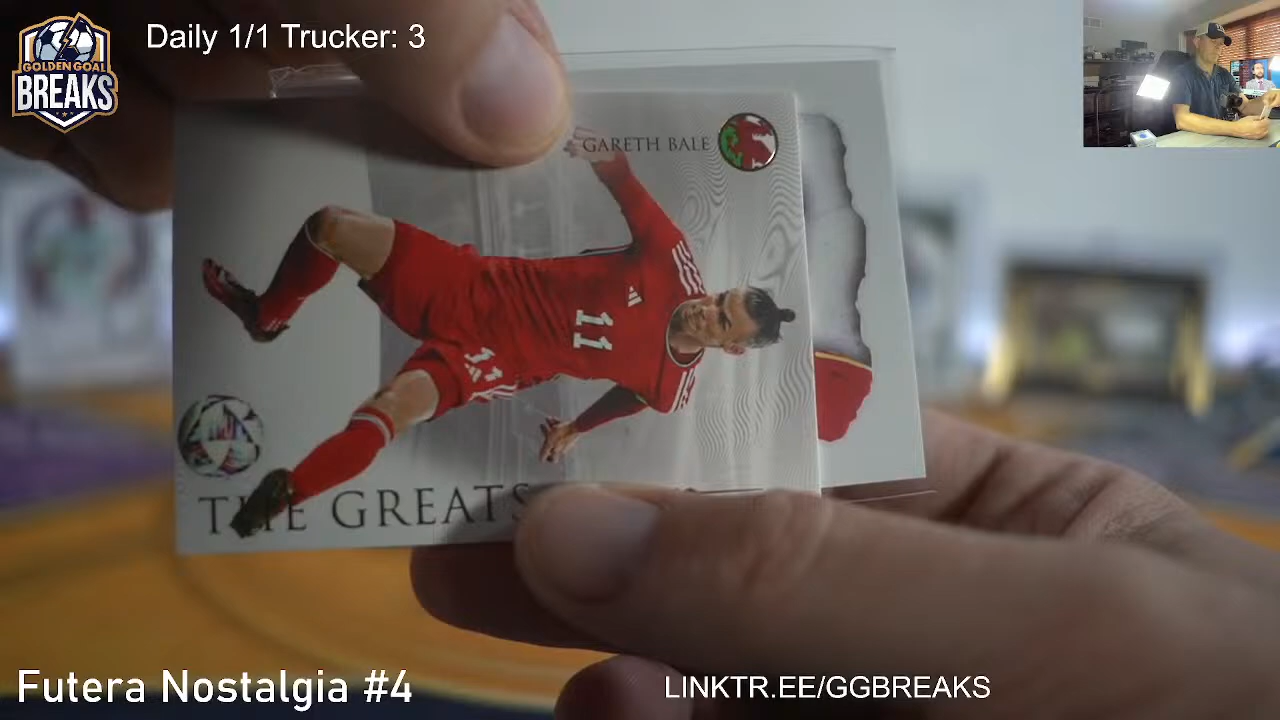 Daily 1/1 Trucker: 3
GOLDEN GOAL
BREAKS
GARETH BALE
11
11
THE GREATS
Futera Nostalgia #4
LINKTR.EE/GGBREAKS